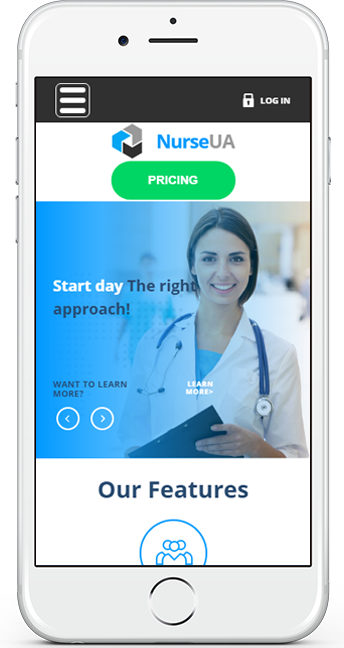 LOG IN
NurseUA
PRICING
Start day The right
approach!
WANT TO LEARN
MORE?
LEARN
MORE>
Our Features